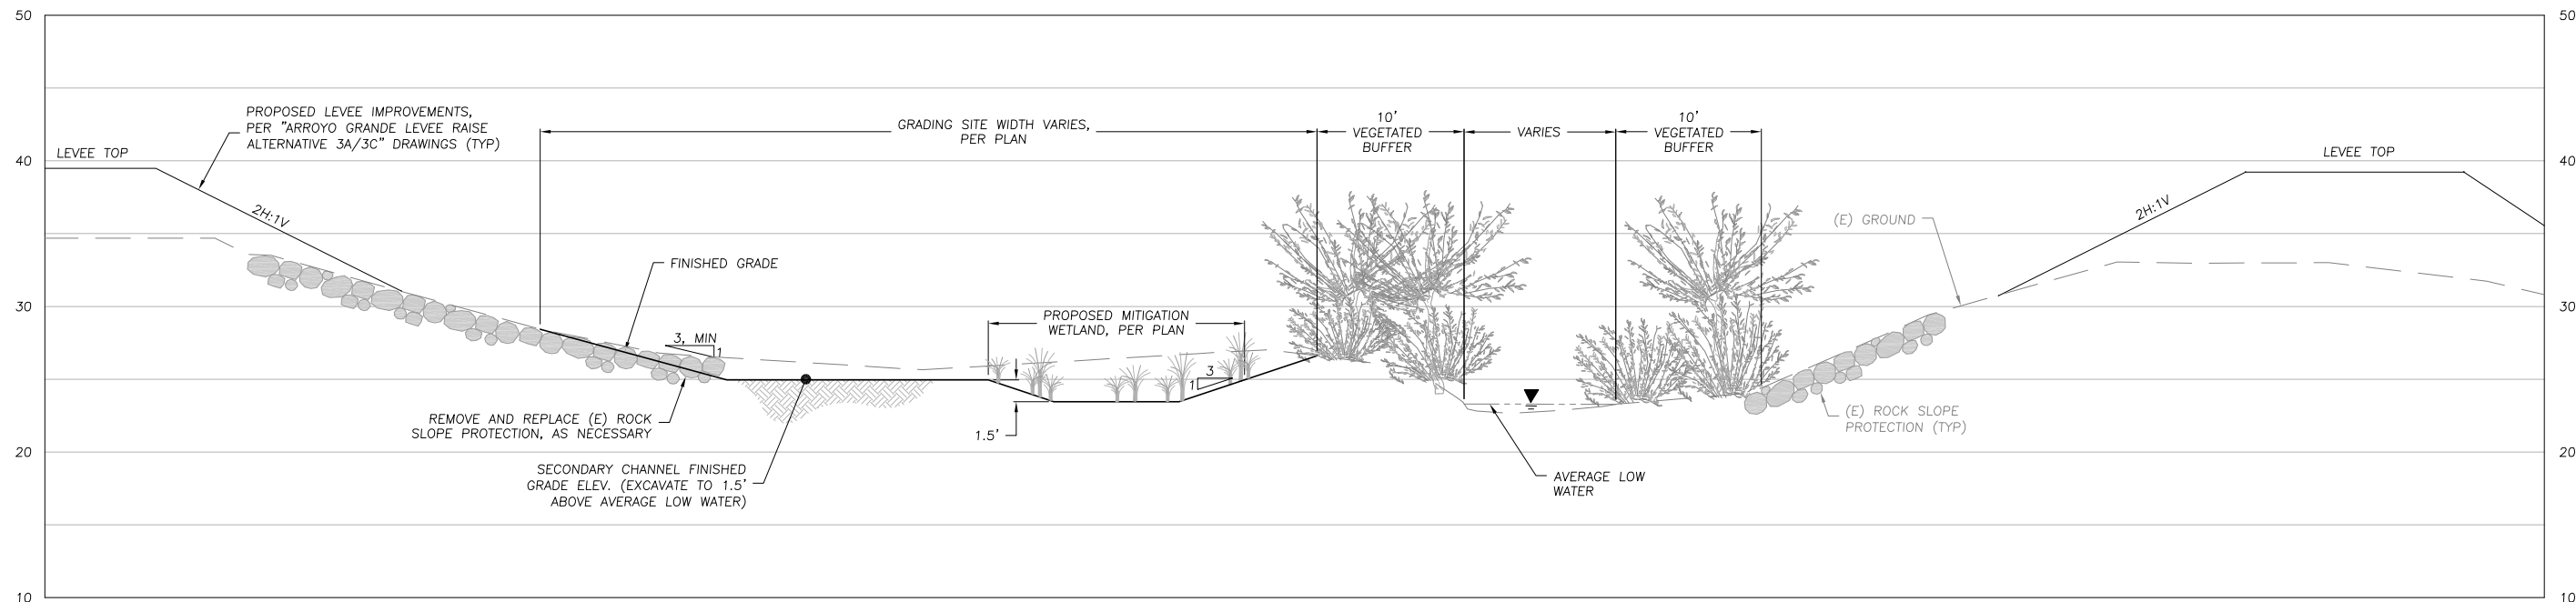 50
50
PROPOSED LEVEE IMPROVEMENTS,
PER "ARROYO GRANDE LEVEE RAISE
ALTERNATIVE 3A/3C" DRAWINGS (TYP)
GRADING SITE WIDTH VARIES,
PER PLAN
10'
VEGETATED
BUFFER
VARIES
10'
VEGETATED
BUFFER
LEVEE TOP
LEVEE TOP
40
40
2H:1V
2H:1V
(E) GROUND
FINISHED GRADE
30
30
PROPOSED MITIGATION
WETLAND, PER PLAN
3, MIN
1
3
1
REMOVE AND REPLACE (E) ROCK
SLOPE PROTECTION, AS NECESSARY
1.5'
(E) ROCK SLOPE
PROTECTION (TYP)
20
20
SECONDARY CHANNEL FINISHED
GRADE ELEV. (EXCAVATE TO 1.5'
ABOVE AVERAGE LOW WATER)
AVERAGE LOW
WATER
10
10